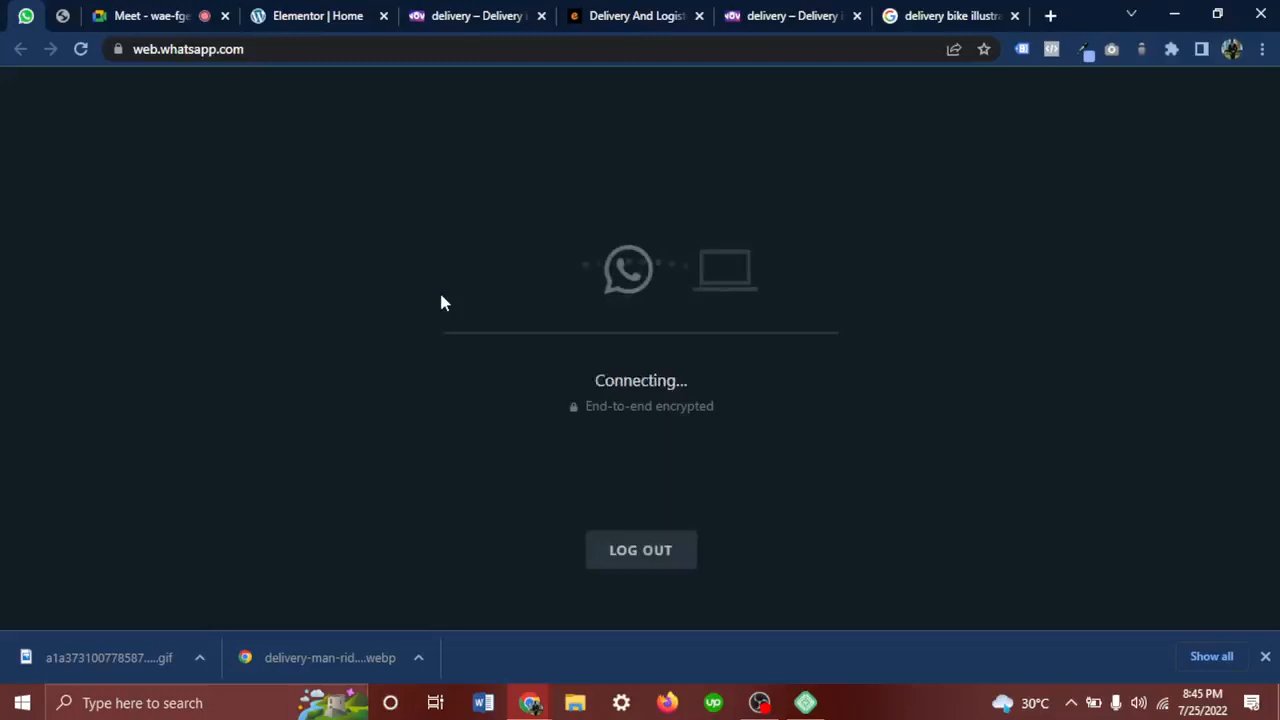 Meet - wae-fge
Elementor | Home
delivery – Delivery
Delivery And Logist
delivery – Delivery
delivery bike illustra
web.whatsapp.com
Connecting...
End-to-end encrypted
LOG OUT
a1a373100778587.....gif
delivery-man-rid....webp
Show all
Type here to search
30°C
8:45 PM
7/25/2022